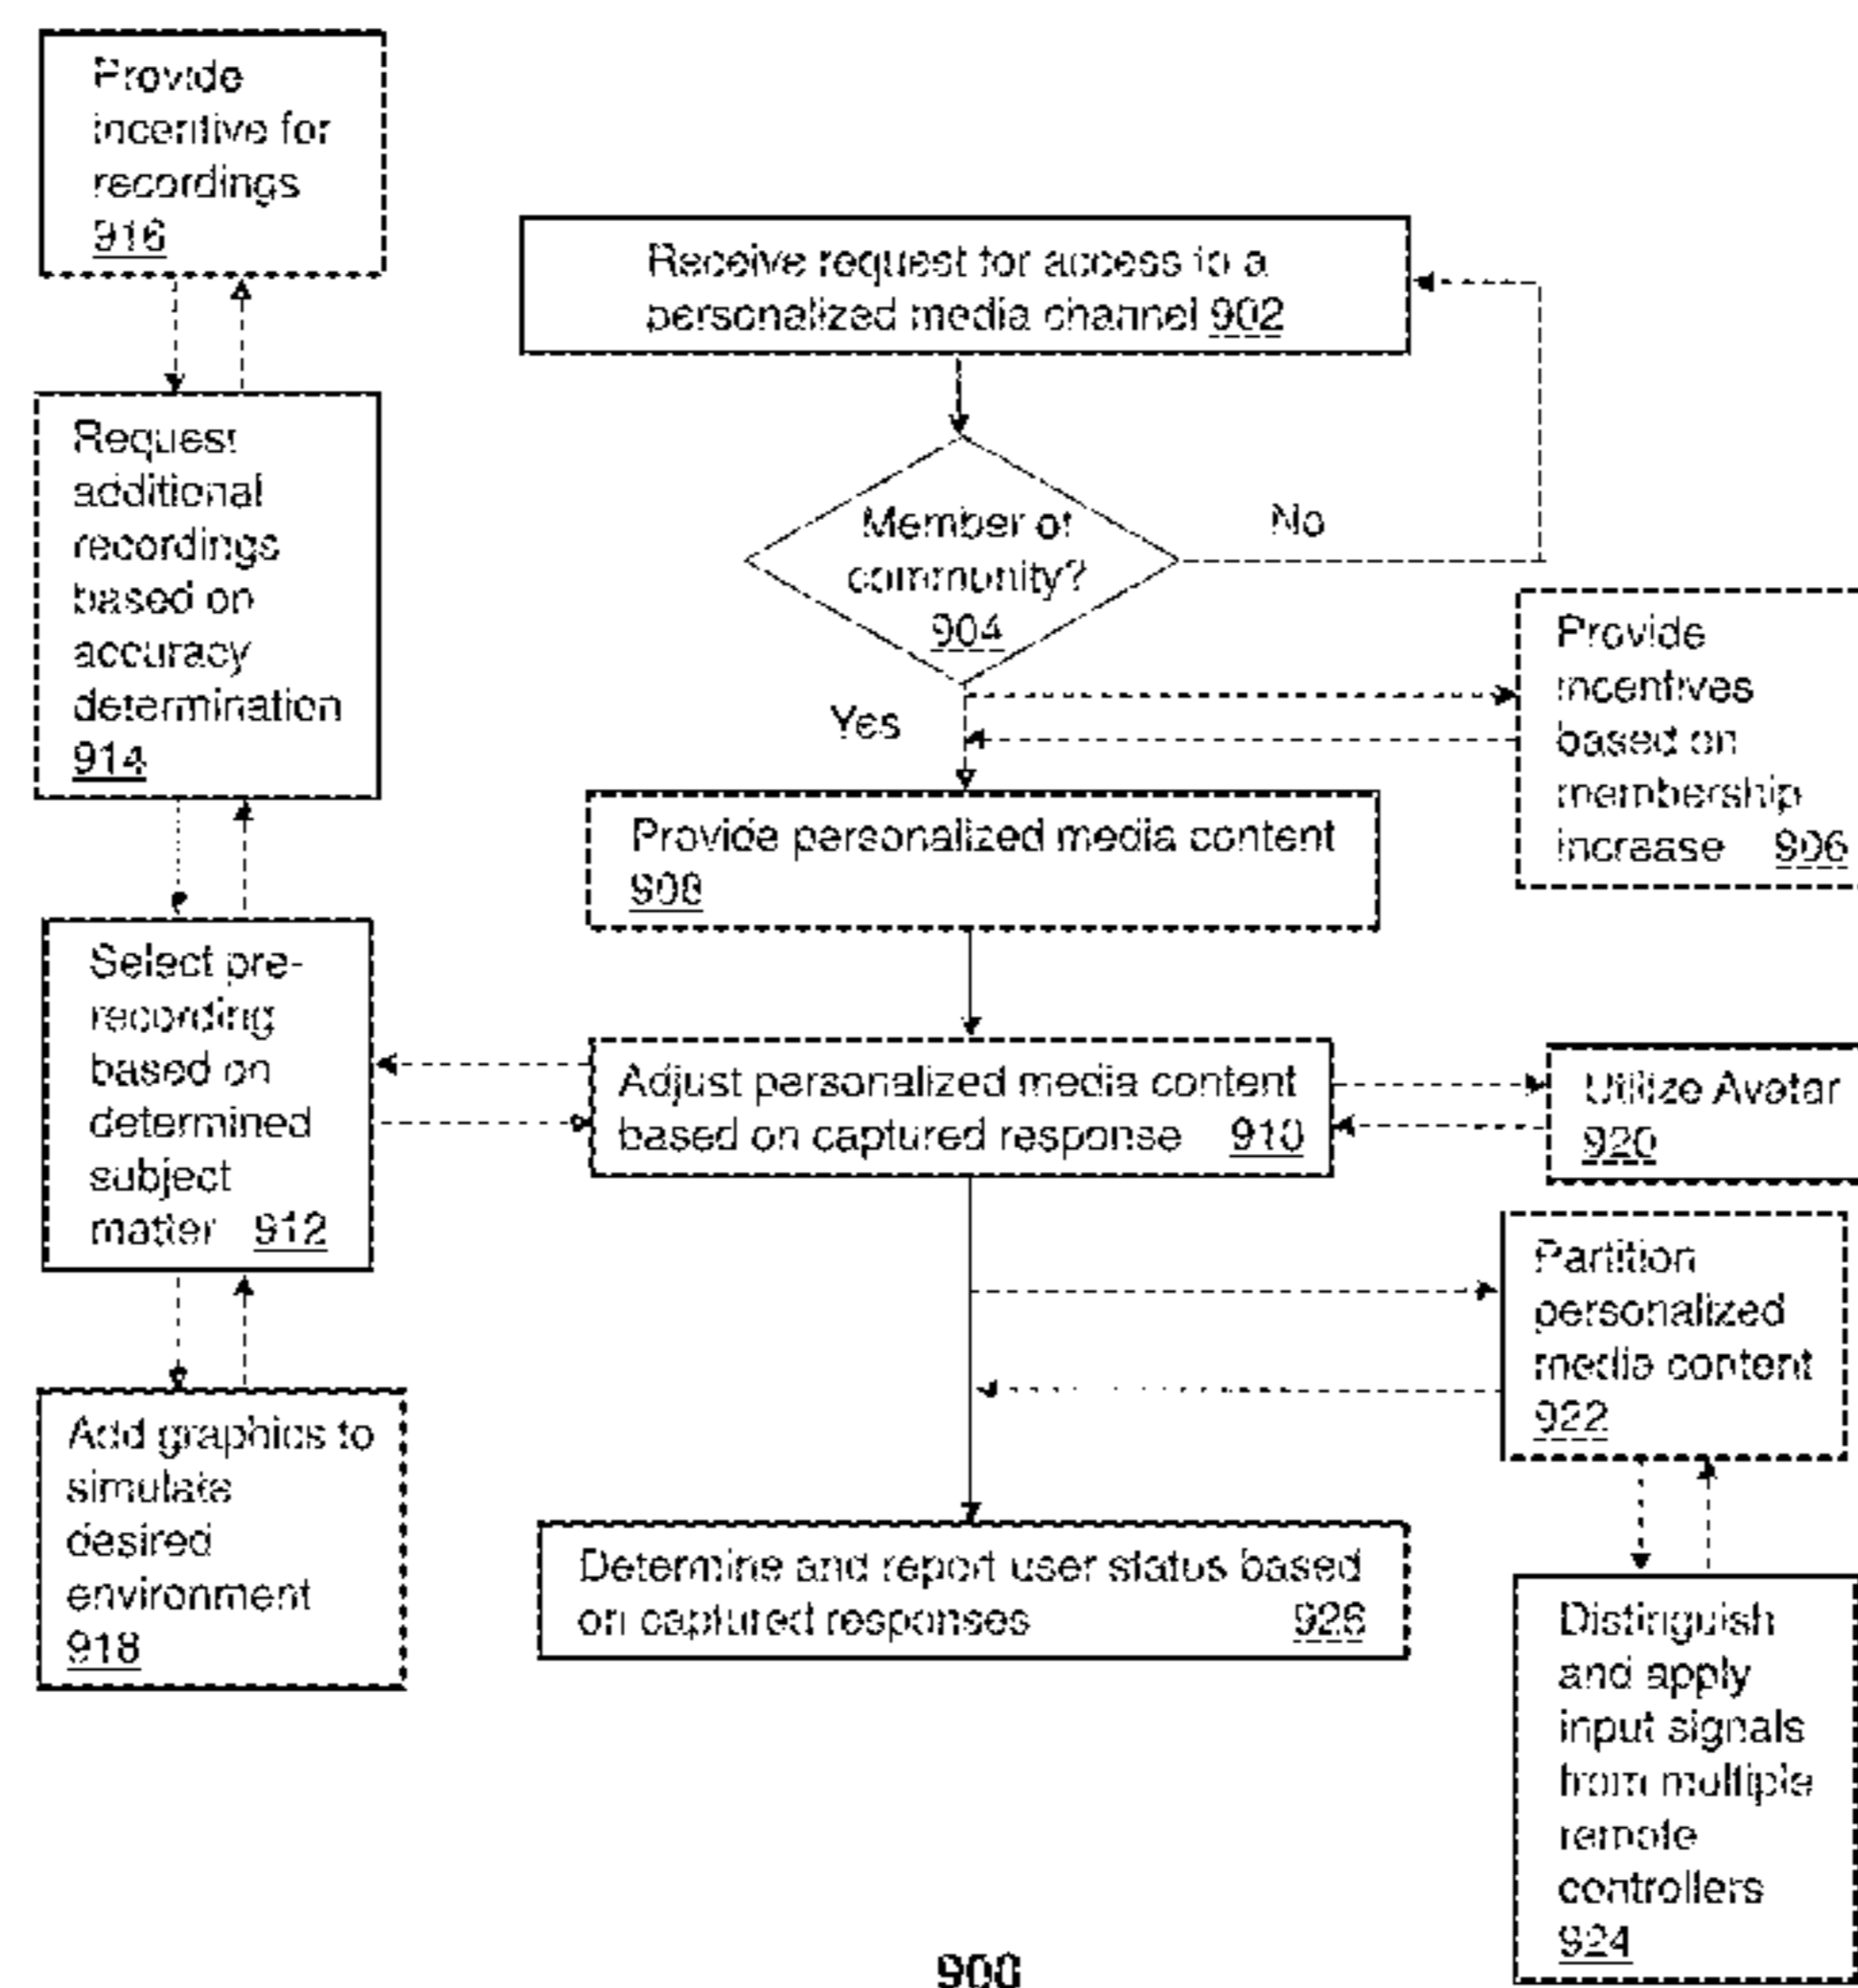 Provide
incentive for
recordings
916
Receive request for access to a
personalized media channel 902
Request
additional
recordings
based on
accuracy
determination
914
Member of
community?
904
No
Yes
Provide
incentives
based on
membership
increase 906
Provide personalized media content
908
Select pre-
recording
based on
determined
subject
matter 912
Adjust personalized media content
based on captured response 910
Utilize Avatar
920
Partition
personalized
media content
922
Add graphics to
simulate
desired
environment
918
Determine and report user status based
on captured responses 926
Distinguish
and apply
input signals
from multiple
remote
controllers
924
900